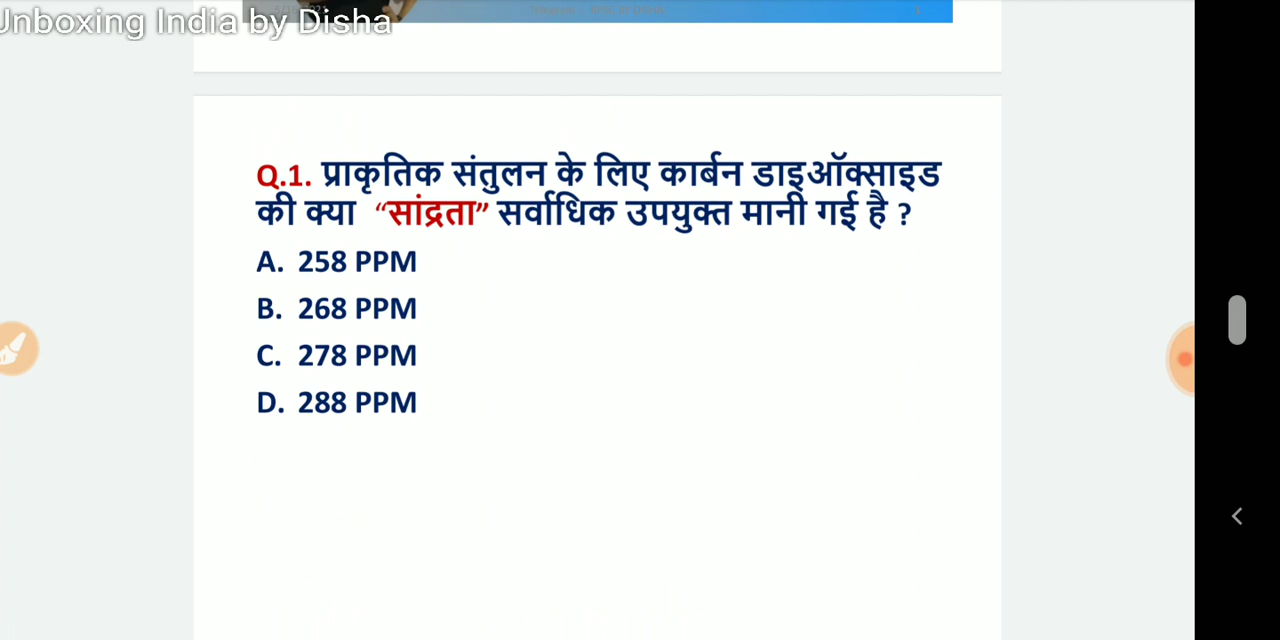 Unboxing India by Disha
Q.1. प्राकृतिक संतुलन के लिए कार्बन डाइऑक्साइड
की क्या “सांद्रता” सर्वाधिक उपयुक्त मानी गई है ?
A. 258 PPM
B. 268 PPM
C. 278 PPM
D. 288 PPM